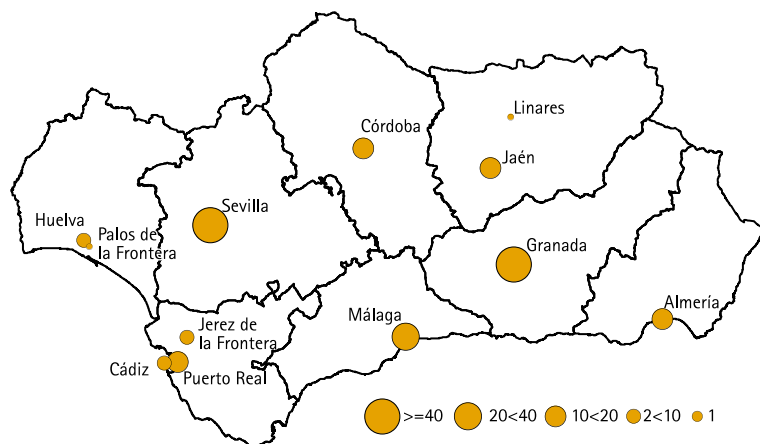 Linares
Córdoba
Jaén
Sevilla
Huelva
Palos de
la Frontera
Granada
Almería
Málaga
Jerez de
la Frontera
Cádiz
Puerto Real
>=40
20<40
10<20
2<10
1